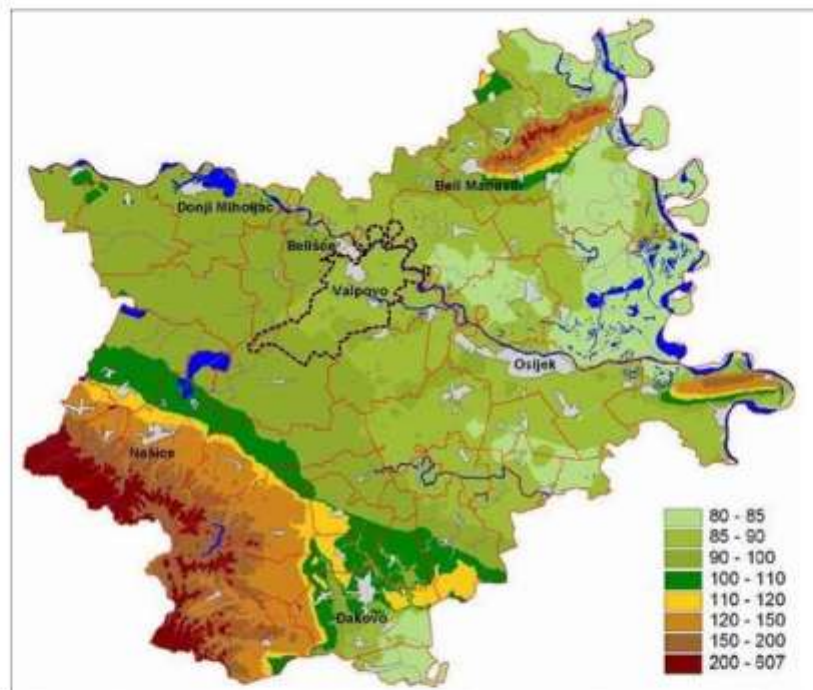 Donji Miholjac
Beli Manastir
Belišće
Valpovo
Osijek
Našice
Đakovo
80 - 85
85 - 90
90 - 100
100 - 110
110 - 120
120 - 150
150 - 200
200 - 607